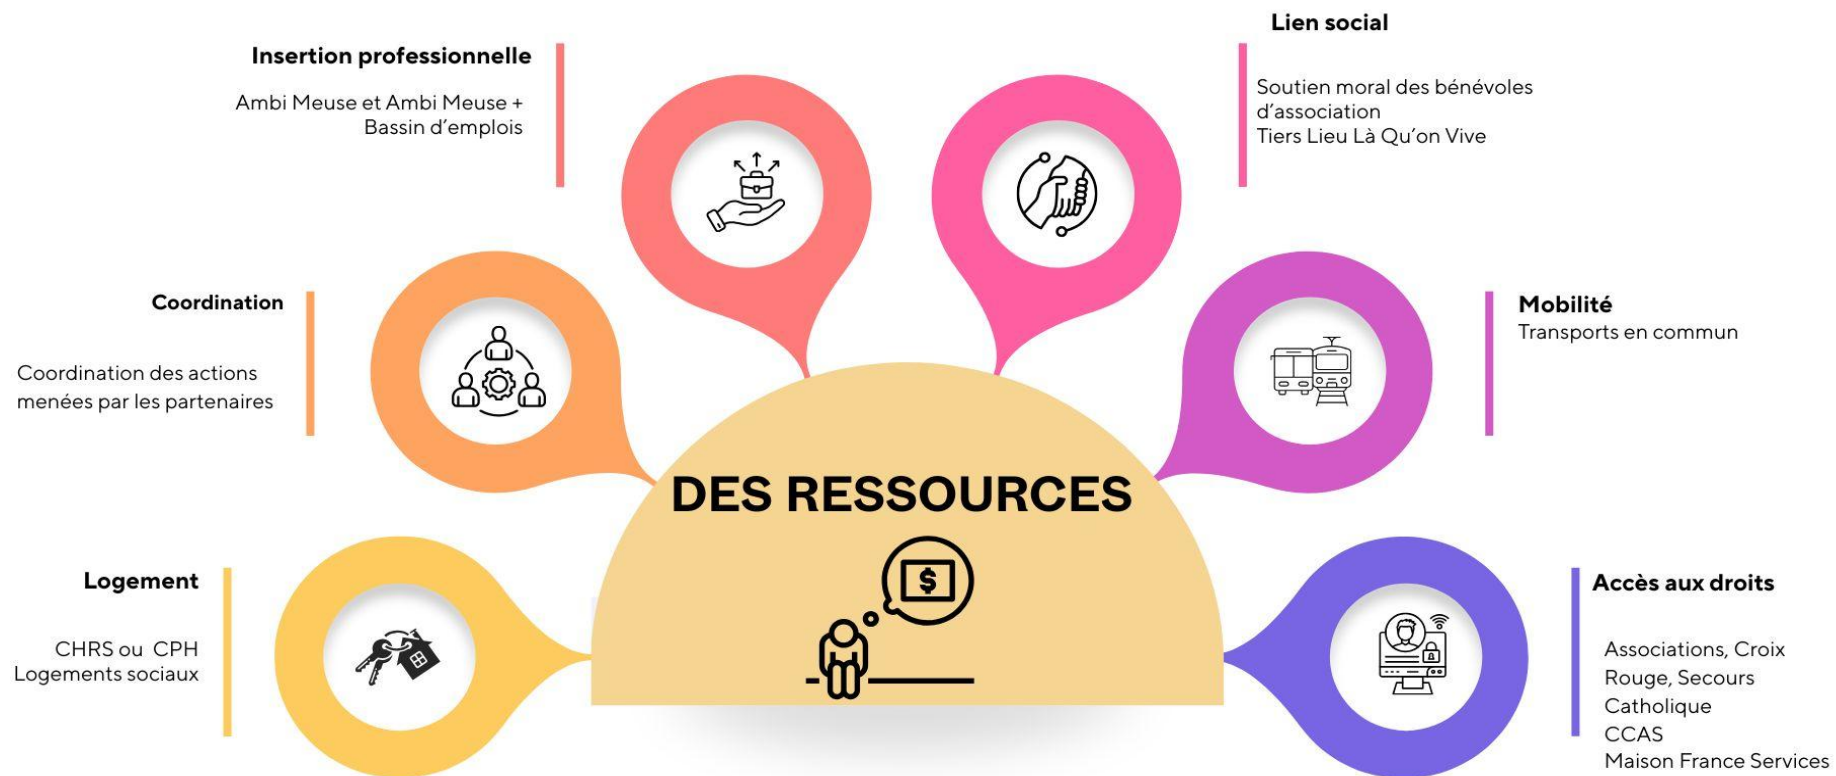 Lien social
Soutien moral des bénévoles
d’association
Tiers Lieu Là Qu’on Vive
Insertion professionnelle
Ambi Meuse et Ambi Meuse +
Bassin d’emplois
Coordination
Coordination des actions
menées par les partenaires
Mobilité
Transports en commun
DES RESSOURCES
$
Logement
CHRS ou CPH
Logements sociaux
Accès aux droits
Associations, Croix
Rouge, Secours
Catholique
CCAS
Maison France Services